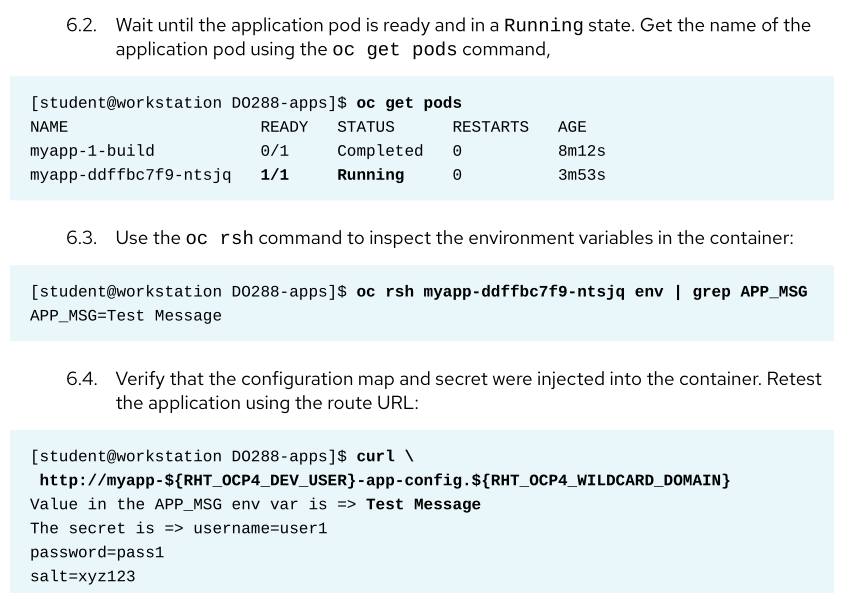 6.2. Wait until the application pod is ready and in a Running state. Get the name of the
application pod using the oc get pods command,
[student@workstation DO288-apps]$ oc get pods
NAME READY STATUS RESTARTS AGE
myapp-1-build 0/1 Completed 0 8m12s
myapp-ddffbc7f9-ntsjq 1/1 Running 0 3m53s
6.3. Use the oc rsh command to inspect the environment variables in the container:
[student@workstation DO288-apps]$ oc rsh myapp-ddffbc7f9-ntsjq env | grep APP_MSG
APP_MSG=Test Message
6.4. Verify that the configuration map and secret were injected into the container. Retest
the application using the route URL:
[student@workstation DO288-apps]$ curl \
http://myapp-${RHT_OCP4_DEV_USER}-app-config.${RHT_OCP4_WILDCARD_DOMAIN}
Value in the APP_MSG env var is => Test Message
The secret is => username=user1
password=pass1
salt=xyz123